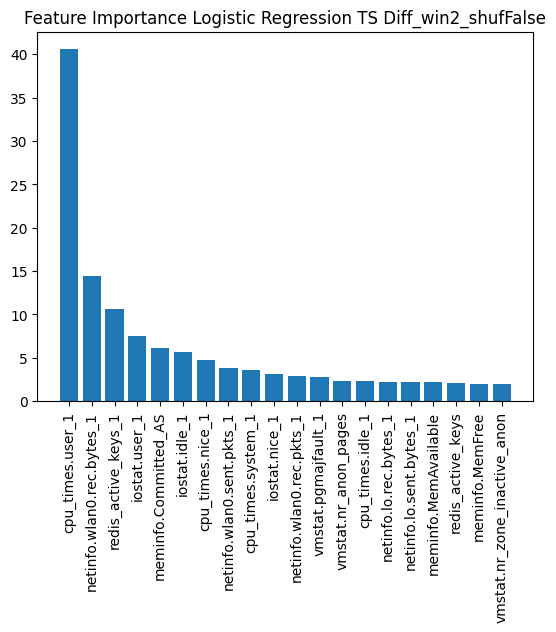 Feature Importance Logistic Regression TS Diff_win2_shufFalse
40
35
30
25
20
15
10
5
0
cpu_times.user_1
netinfo.wlan0.rec.bytes_1
redis_active_keys_1
iostat.user_1
meminfo.Committed_AS
iostat.idle_1
cpu_times.nice_1
netinfo.wlan0.sent.pkts_1
cpu_times.system_1
iostat.nice_1
netinfo.wlan0.rec.pkts_1
vmstat.pgmajfault_1
vmstat.nr_anon_pages
cpu_times.idle_1
netinfo.lo.rec.bytes_1
netinfo.lo.sent.bytes_1
meminfo.MemAvailable
redis_active_keys
meminfo.MemFree
vmstat.nr_zone_inactive_anon